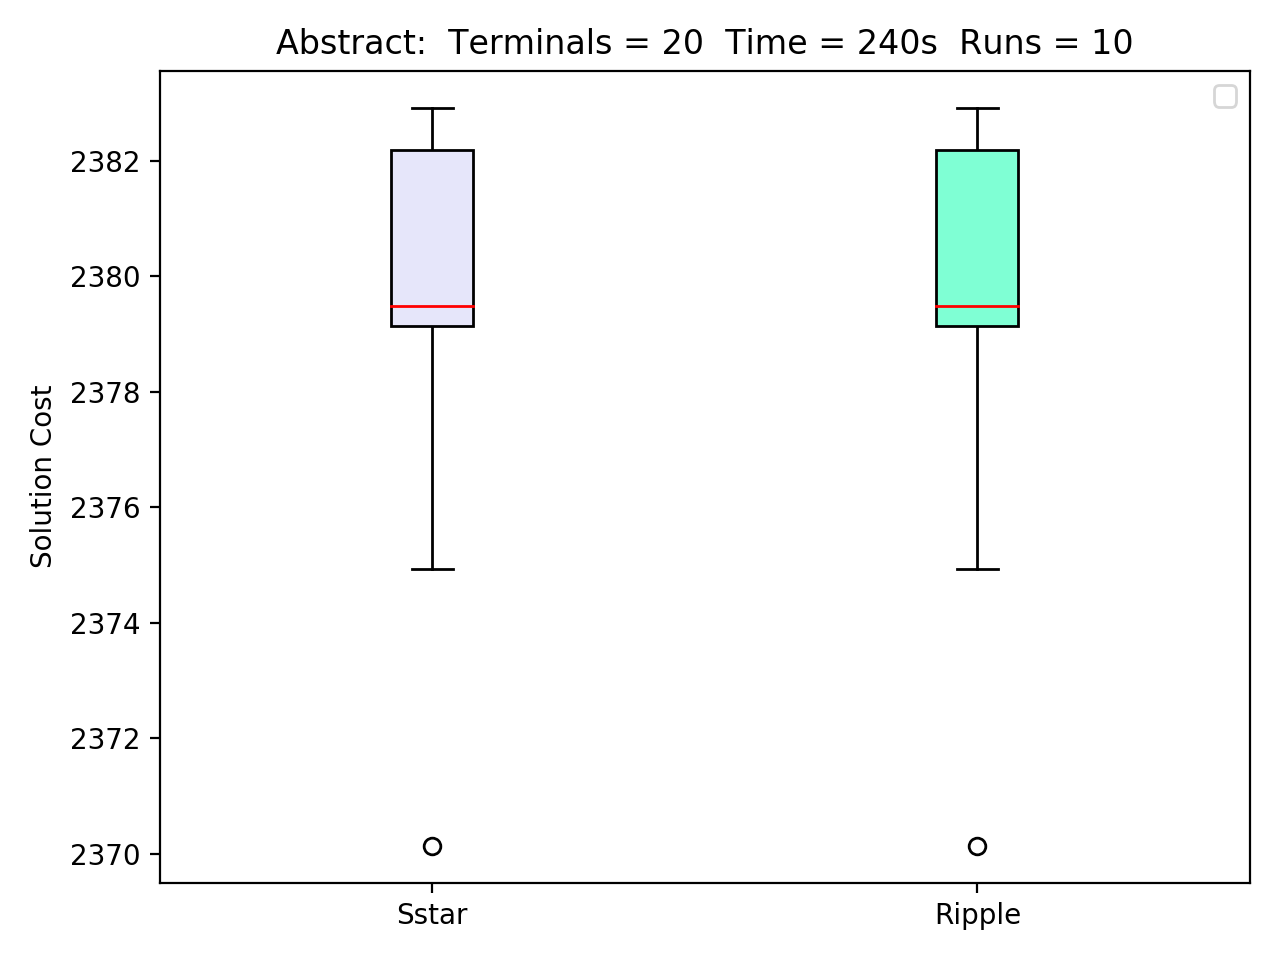 Abstract:  Terminals = 20  Time = 240s  Runs = 10
Solution Cost
2382
2380
2378
2376
2374
2372
2370
Sstar
Ripple